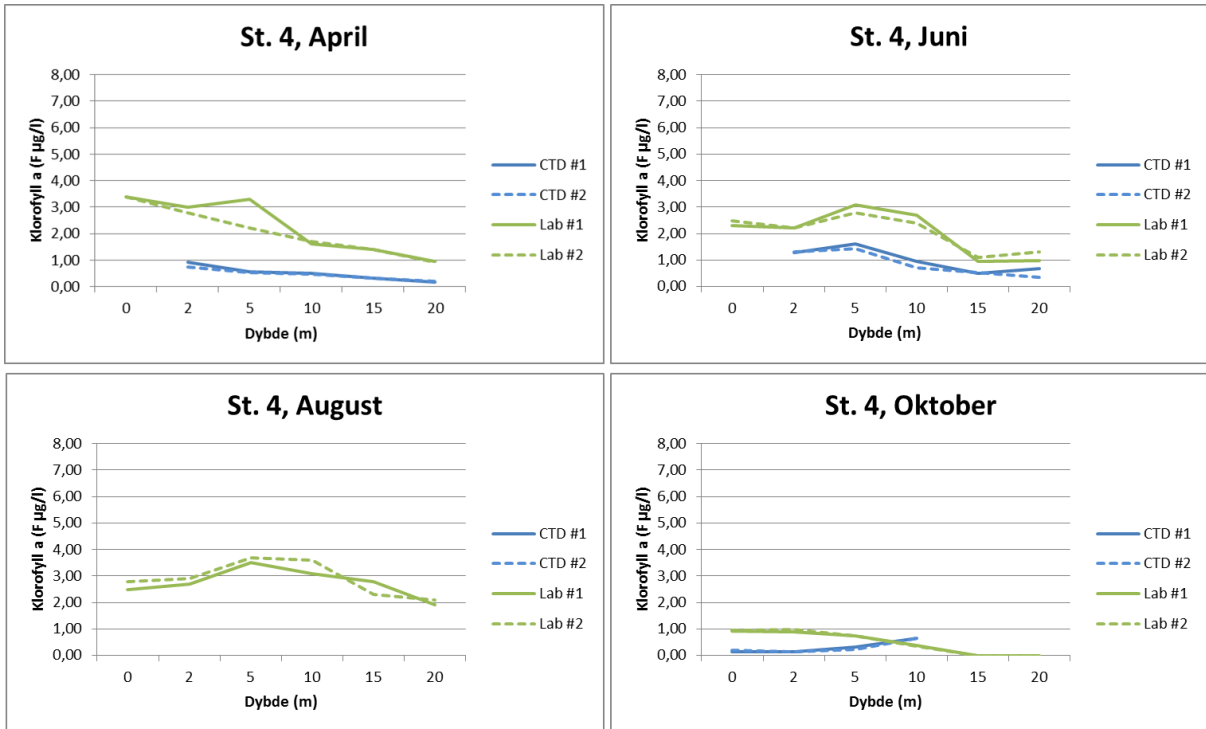 St. 4, April
Klorofyll a (F µg/l)
8,00
7,00
6,00
5,00
4,00
3,00
2,00
1,00
0,00
0 2 5 10 15 20
Dybde (m)
CTD #1
CTD #2
Lab #1
Lab #2
St. 4, Juni
Klorofyll a (F µg/l)
8,00
7,00
6,00
5,00
4,00
3,00
2,00
1,00
0,00
0 2 5 10 15 20
Dybde (m)
CTD #1
CTD #2
Lab #1
Lab #2
St. 4, August
Klorofyll a (F µg/l)
8,00
7,00
6,00
5,00
4,00
3,00
2,00
1,00
0,00
0 2 5 10 15 20
Dybde (m)
CTD #1
CTD #2
Lab #1
Lab #2
St. 4, Oktober
Klorofyll a (F µg/l)
8,00
7,00
6,00
5,00
4,00
3,00
2,00
1,00
0,00
0 2 5 10 15 20
Dybde (m)
CTD #1
CTD #2
Lab #1
Lab #2